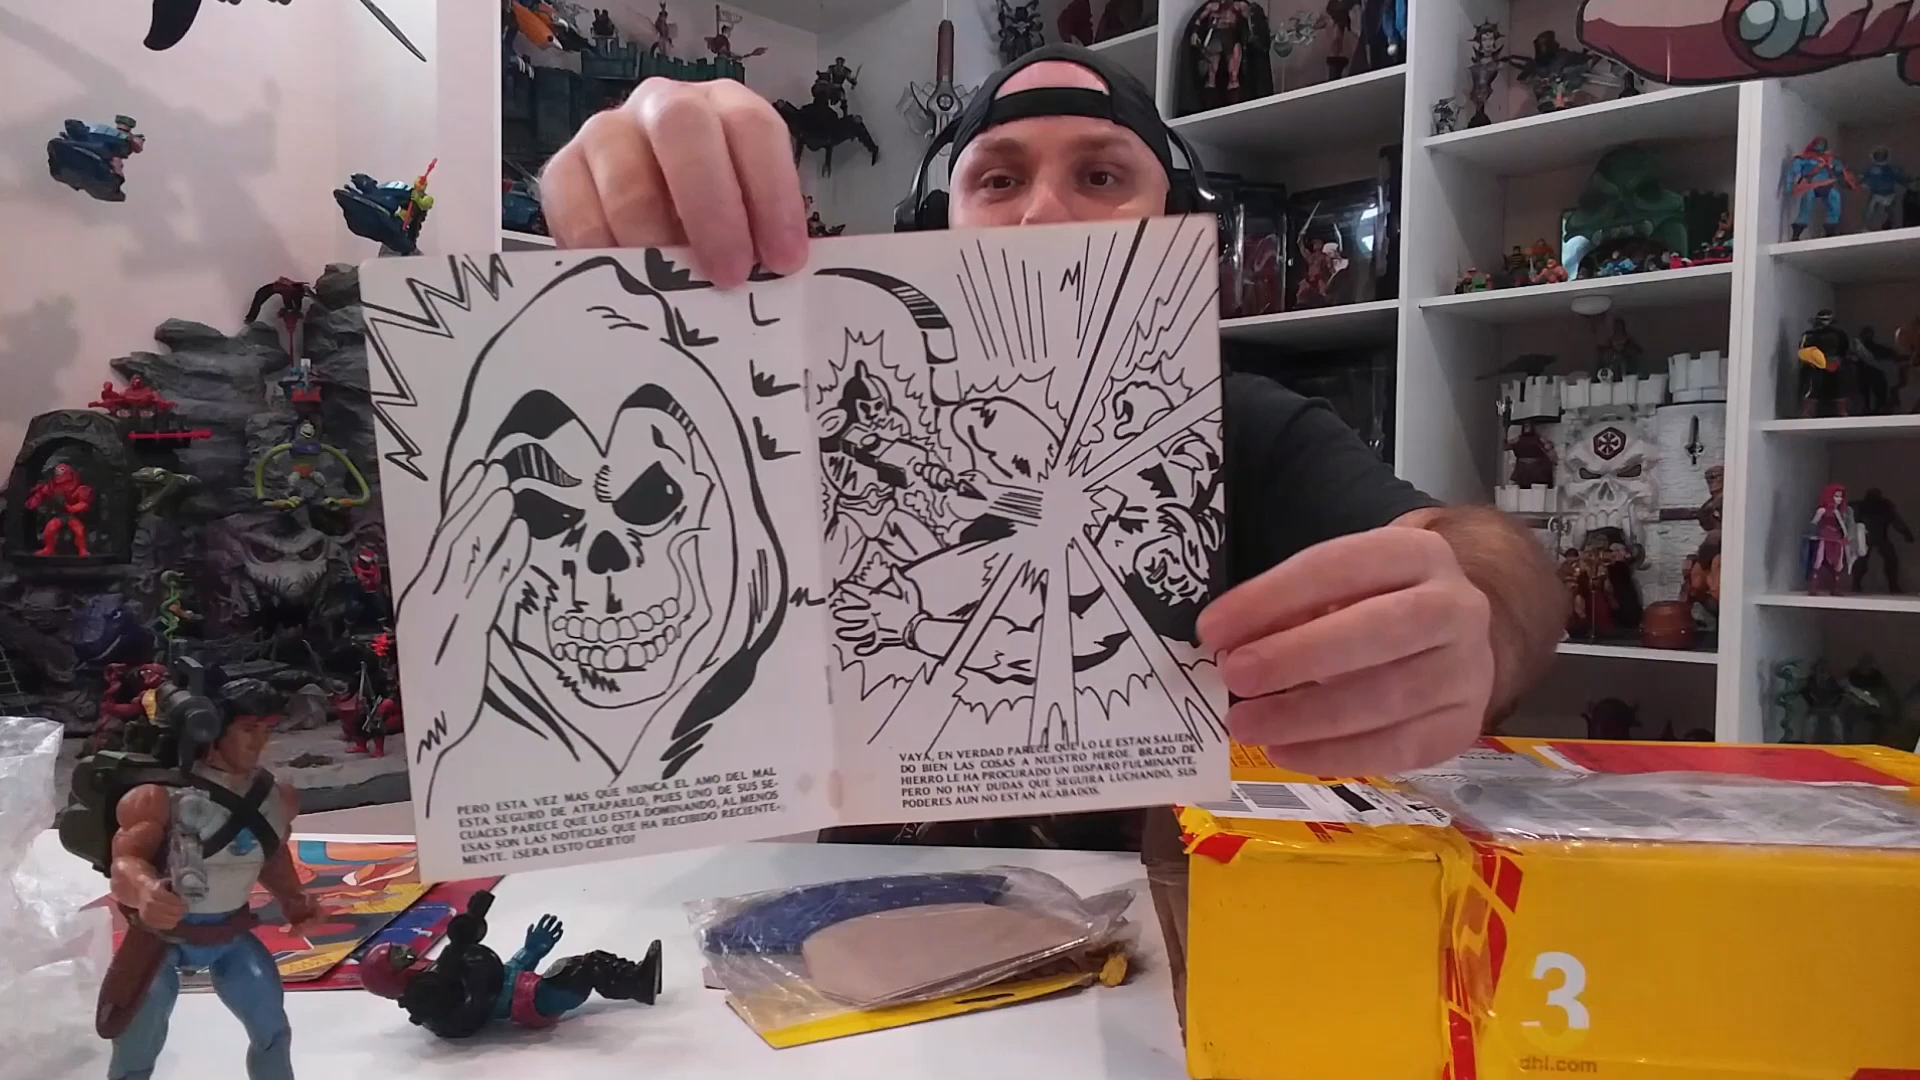 PERO ESTA VEZ MAS QUE NUNCA EL AMO DEL MAL
ESTA SEGURO DE ATRAPARLO, PUES UNO DE SUS SE-
CUACES PARECE QUE LO ESTA DOMINANDO, AL MENOS
ESAS SON LAS NOTICIAS QUE HA RECIBIDO RECIENTE-
MENTE. ¿SERA ESTO CIERTO?
VAYA, EN VERDAD PARECE QUE LO LE ESTAN SALIEN
DO BIEN LAS COSAS A NUESTRO HEROE. BRAZO DE
HIERRO LE HA PROCURADO UN DISPARO FULMINANTE.
PERO NO HAY DUDAS QUE SEGUIRA LUCHANDO, SUS
PODERES AUN NO ESTAN ACABADOS.
3
dhl.com